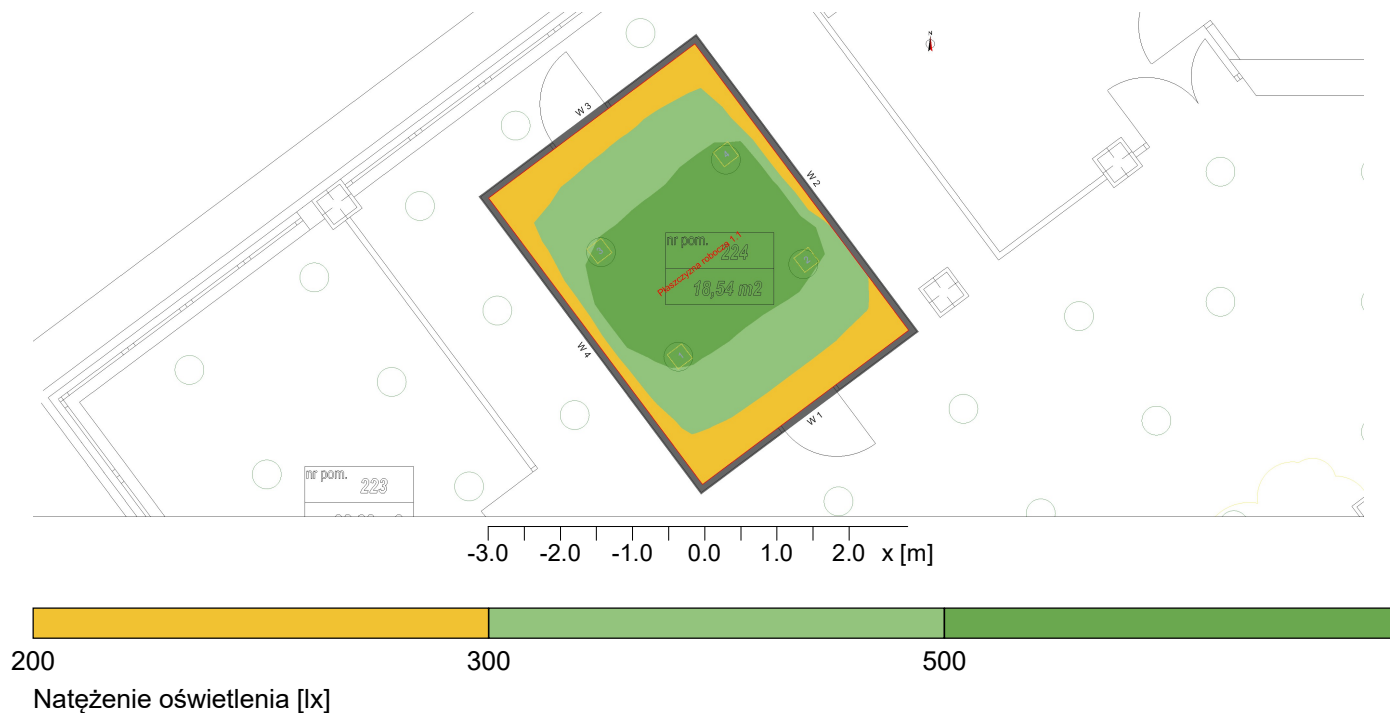 N
W 3
W 2
nr pom.
224
Płaszczyzna robocza 1.1
18,54 m2
W 4
W 1
nr pom.
223
-3.0 -2.0 -1.0 0.0 1.0 2.0 x [m]
200 300 500
Natężenie oświetlenia [lx]